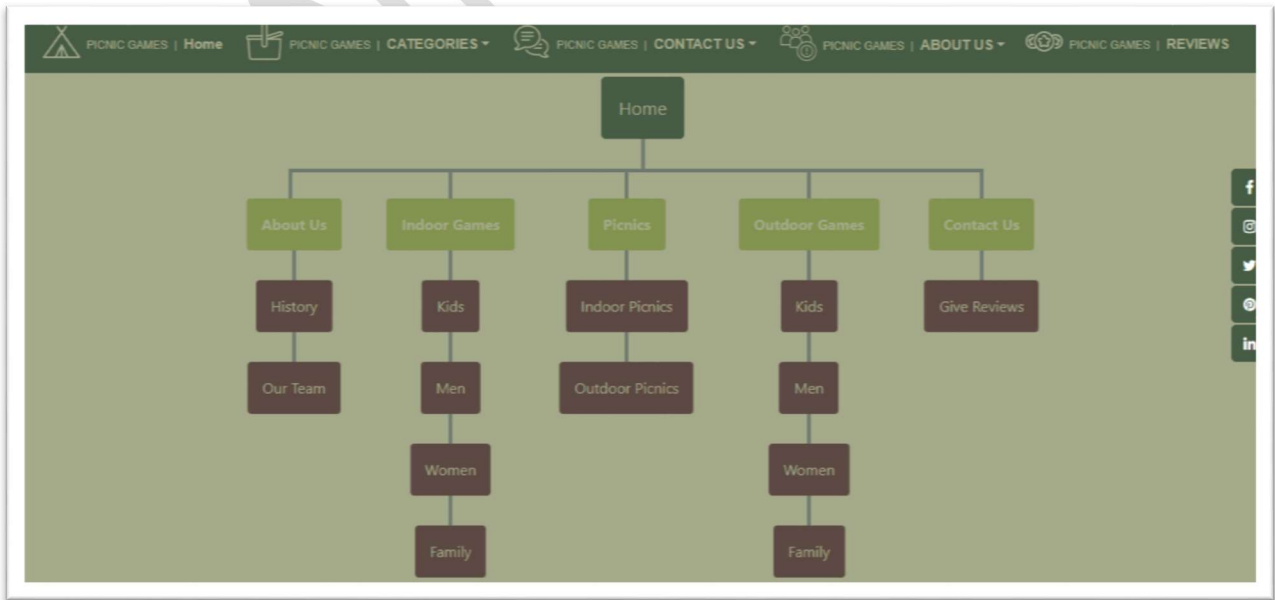 PICNIC GAMES | Home PICNIC GAMES | CATEGORIES PICNIC GAMES | CONTACT US PICNIC GAMES | ABOUT US PICNIC GAMES | REVIEWS
Home
About Us Indoor Games Picnics Outdoor Games Contact Us
History Kids Indoor Picnics Kids Give Reviews
Our Team Men Outdoor Picnics Men
Women Women
Family Family